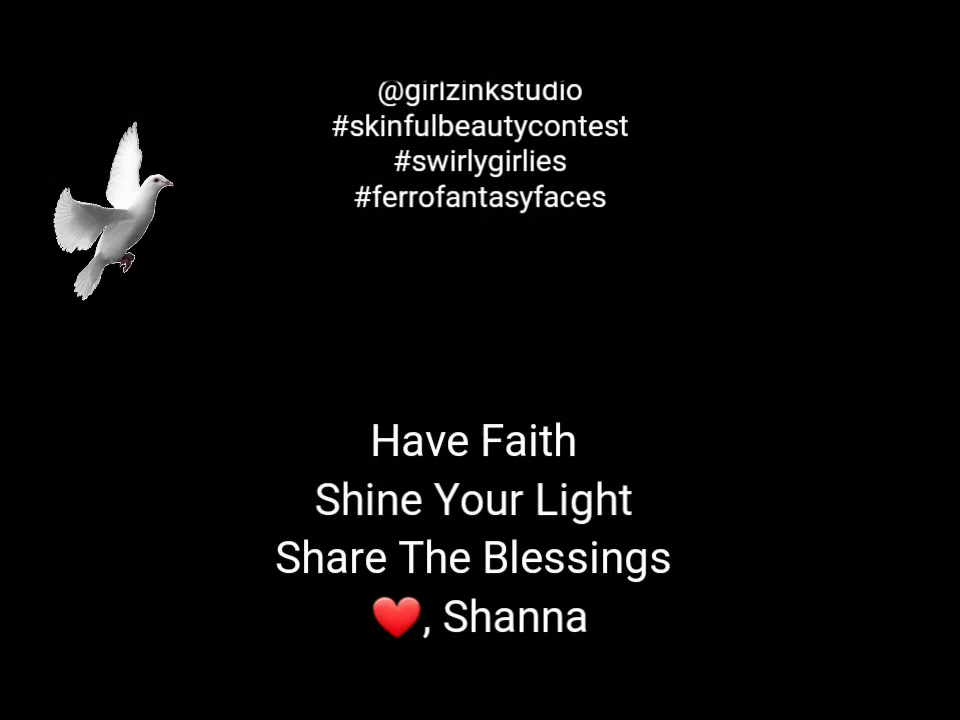 @girlzinkstudio
#skinfulbeautycontest
#swirlygirlies
#ferrofantasyfaces
Have Faith
Shine Your Light
Share The Blessings
❤️, Shanna